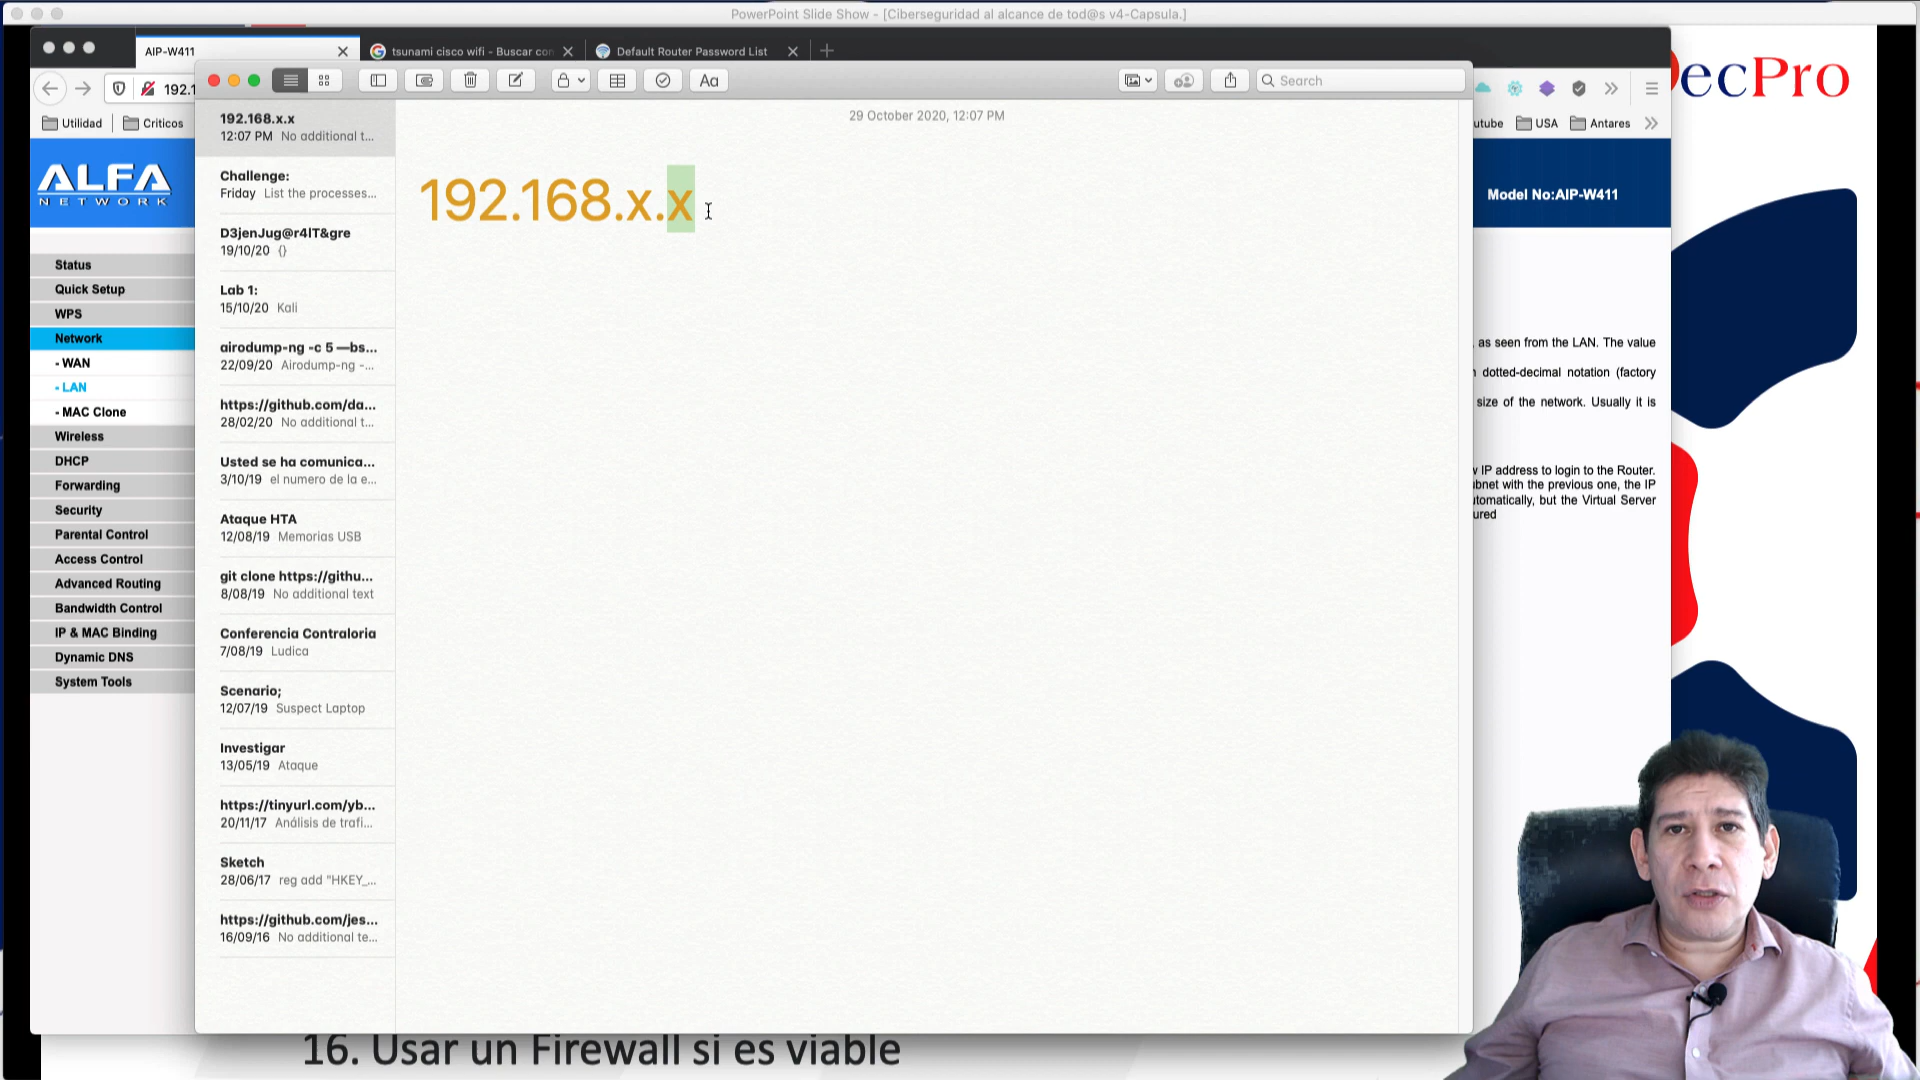 PowerPoint Slide Show - [Ciberseguridad al alcance de tod@s v4-Capsula.]
AIP-W411
tsunami cisco wifi - Buscar con
Default Router Password List
192.1
Search
ecPro
Utilidad
Criticos
utube
USA
Antares
ALFA
NETWORK
Model No:AIP-W411
Status
Quick Setup
WPS
Network
- WAN
- LAN
- MAC Clone
Wireless
DHCP
Forwarding
Security
Parental Control
Access Control
Advanced Routing
Bandwidth Control
IP & MAC Binding
Dynamic DNS
System Tools
192.168.x.x
12:07 PM No additional t...
Challenge:
Friday List the processes...
D3jenJug@r4lT&gre
19/10/20 {}
Lab 1:
15/10/20 Kali
airodump-ng -c 5 —bs...
22/09/20 Airodump-ng -...
https://github.com/da...
28/02/20 No additional t...
Usted se ha comunica...
3/10/19 el numero de la e...
Ataque HTA
12/08/19 Memorias USB
git clone https://githu...
8/08/19 No additional text
Conferencia Contraloria
7/08/19 Ludica
Scenario;
12/07/19 Suspect Laptop
Investigar
13/05/19 Ataque
https://tinyurl.com/yb...
20/11/17 Análisis de trafi...
Sketch
28/06/17 reg add "HKEY_...
https://github.com/jes...
16/09/16 No additional te...
29 October 2020, 12:07 PM
192.168.x.x
, as seen from the LAN. The value
dotted-decimal notation (factory
size of the network. Usually it is
IP address to login to the Router.
bnet with the previous one, the IP
tomatically, but the Virtual Server
ured
16. Usar un Firewall si es viable